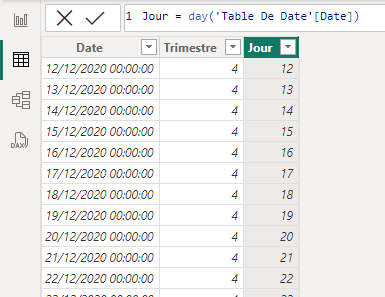 1 Jour = day('Table De Date'[Date])
Date Trimestre Jour
12/12/2020 00:00:00 4 12
13/12/2020 00:00:00 4 13
14/12/2020 00:00:00 4 14
15/12/2020 00:00:00 4 15
16/12/2020 00:00:00 4 16
17/12/2020 00:00:00 4 17
18/12/2020 00:00:00 4 18
19/12/2020 00:00:00 4 19
20/12/2020 00:00:00 4 20
21/12/2020 00:00:00 4 21
22/12/2020 00:00:00 4 22
DAX